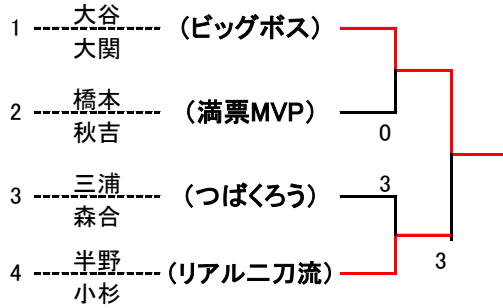 大谷
1 (ビッグボス)
大関
橋本
2 (満票MVP)
秋吉
0
三浦 3
3 (つばくろう)
森合
半野 3
4 (リアル二刀流)
小杉